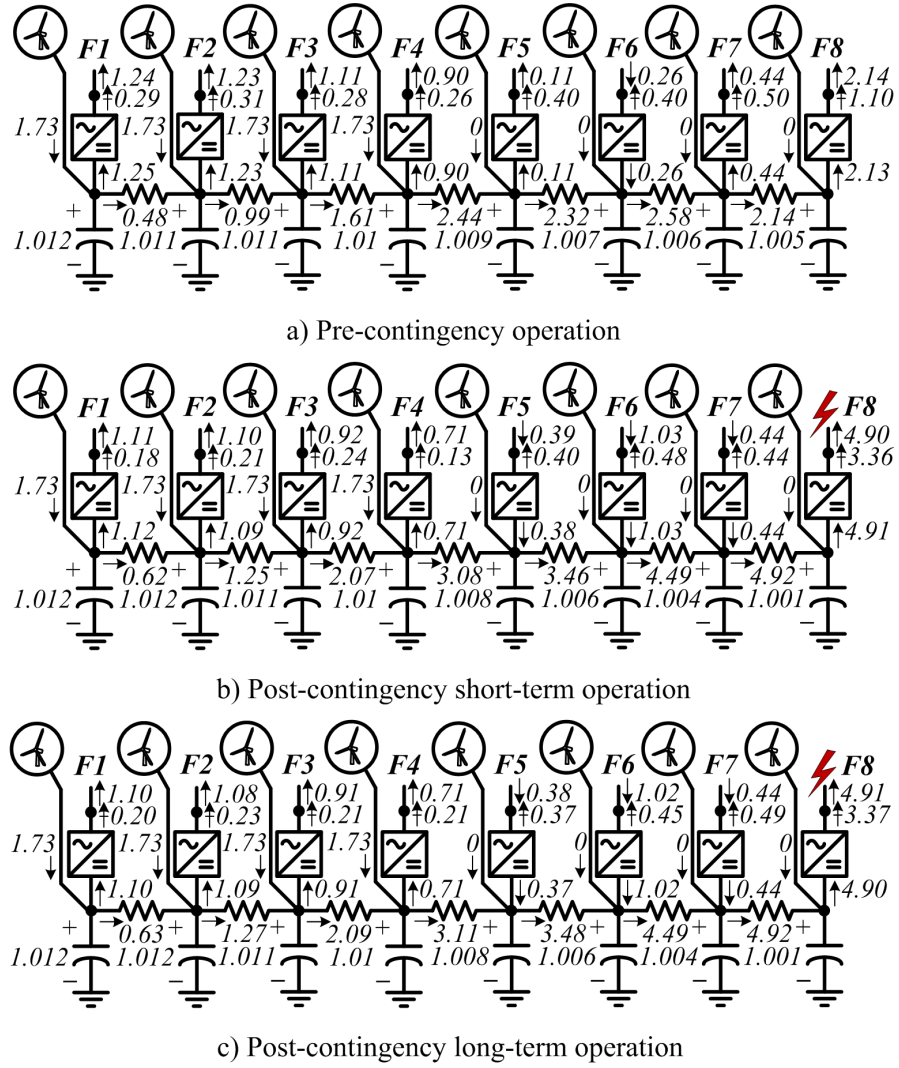 F1 F2 F3 F4 F5 F6 F7 F8
1.24 1.23 1.11 0.90 0.11 0.26 0.44 2.14
0.29 0.31 0.28 0.26 0.40 0.40 0.50 1.10
1.73 1.73 1.73 1.73 0 0 0 0
1.25 1.23 1.11 0.90 0.11 0.26 0.44 2.13
+ + + + + + + +
0.48 0.99 1.61 2.44 2.32 2.58 2.14
1.012 1.011 1.011 1.01 1.009 1.007 1.006 1.005
− − − − − − − −
a) Pre-contingency operation
F1 F2 F3 F4 F5 F6 F7 F8
1.11 1.10 0.92 0.71 0.39 1.03 0.44 4.90
0.18 0.21 0.24 0.13 0.40 0.48 0.44 3.36
1.73 1.73 1.73 1.73 0 0 0 0
1.12 1.09 0.92 0.71 0.38 1.03 0.44 4.91
+ + + + + + + +
0.62 1.25 2.07 3.08 3.46 4.49 4.92
1.012 1.012 1.011 1.01 1.008 1.006 1.004 1.001
− − − − − − − −
b) Post-contingency short-term operation
F1 F2 F3 F4 F5 F6 F7 F8
1.10 1.08 0.91 0.71 0.38 1.02 0.44 4.91
0.20 0.23 0.21 0.21 0.37 0.45 0.49 3.37
1.73 1.73 1.73 1.73 0 0 0 0
1.10 1.09 0.91 0.71 0.37 1.02 0.44 4.90
+ + + + + + + +
0.63 1.27 2.09 3.11 3.48 4.49 4.92
1.012 1.012 1.011 1.01 1.008 1.006 1.004 1.001
− − − − − − − −
c) Post-contingency long-term operation